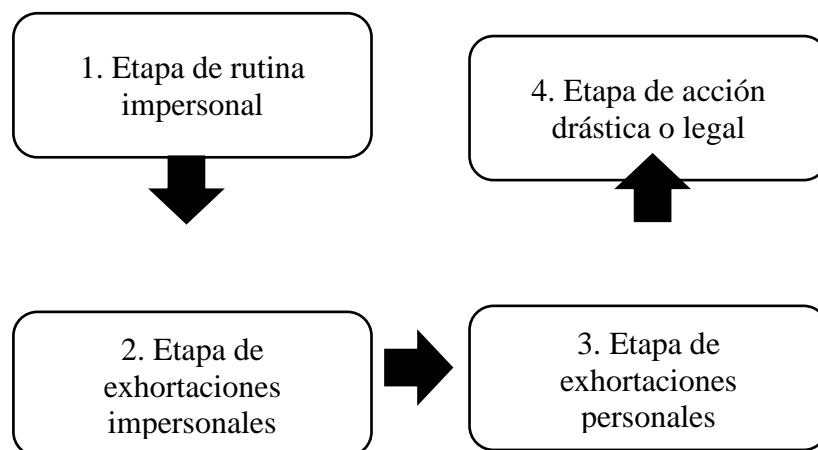 1. Etapa de rutina
impersonal
2. Etapa de
exhortaciones
impersonales
3. Etapa de
exhortaciones
personales
4. Etapa de acción
drástica o legal